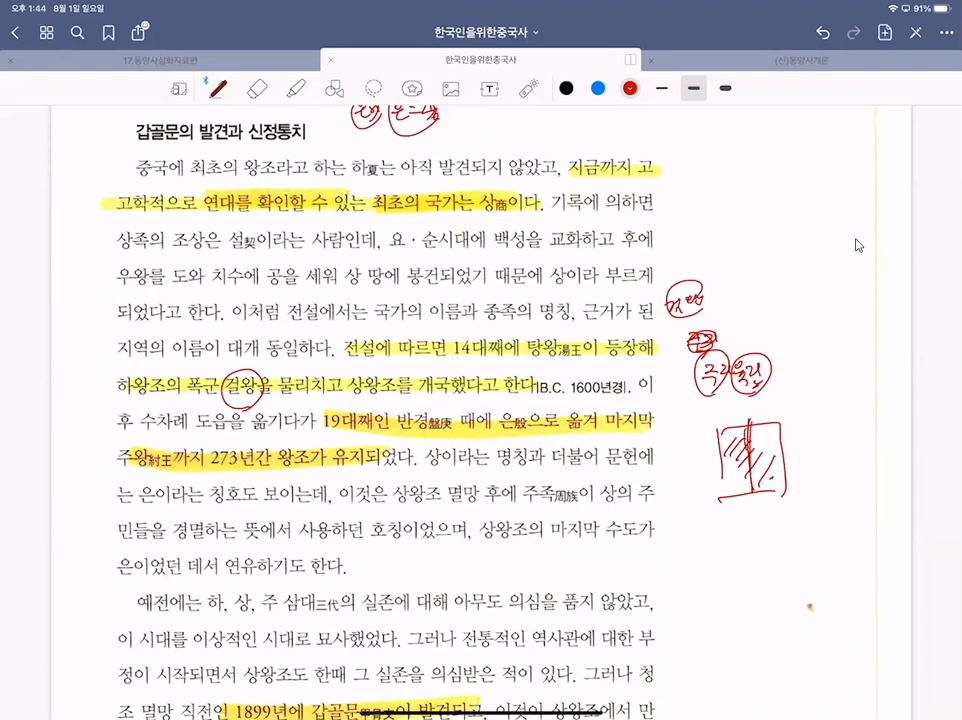 오후 1:44 8월 1일 일요일
91%
한국인을위한중국사
17.동양사심화자료편
한국인을위한중국사
(신)동양사개론
갑골문의 발견과 신정통치
중국에 최초의 왕조라고 하는 하夏는 아직 발견되지 않았고, 지금까지 고
고학적으로 연대를 확인할 수 있는 최초의 국가는 상商이다. 기록에 의하면
상족의 조상은 설契이라는 사람인데, 요·순시대에 백성을 교화하고 후에
우왕를 도와 치수에 공을 세워 상 땅에 봉건되었기 때문에 상이라 부르게
되었다고 한다. 이처럼 전설에서는 국가의 이름과 종족의 명칭, 근거가 된
지역의 이름이 대개 동일하다. 전설에 따르면 14대째에 탕왕湯王이 등장해
하왕조의 폭군 걸왕을 물리치고 상왕조를 개국했다고 한다(B.C. 1600년경). 이
후 수차례 도읍을 옮기다가 19대째인 반경盤庚 때에 은殷으로 옮겨 마지막
주왕紂王까지 273년간 왕조가 유지되었다. 상이라는 명칭과 더불어 문헌에
는 은이라는 칭호도 보이는데, 이것은 상왕조 멸망 후에 주족周族이 상의 주
민들을 경멸하는 뜻에서 사용하던 호칭이었으며, 상왕조의 마지막 수도가
은이었던 데서 연유하기도 한다.
예전에는 하, 상, 주 삼대三代의 실존에 대해 아무도 의심을 품지 않았고,
이 시대를 이상적인 시대로 묘사했었다. 그러나 전통적인 역사관에 대한 부
정이 시작되면서 상왕조도 한때 그 실존을 의심받은 적이 있다. 그러나 청
조 멸망 직전인 1899년에 갑골문甲骨文이 발견되고, 이것이 상왕조에서 만